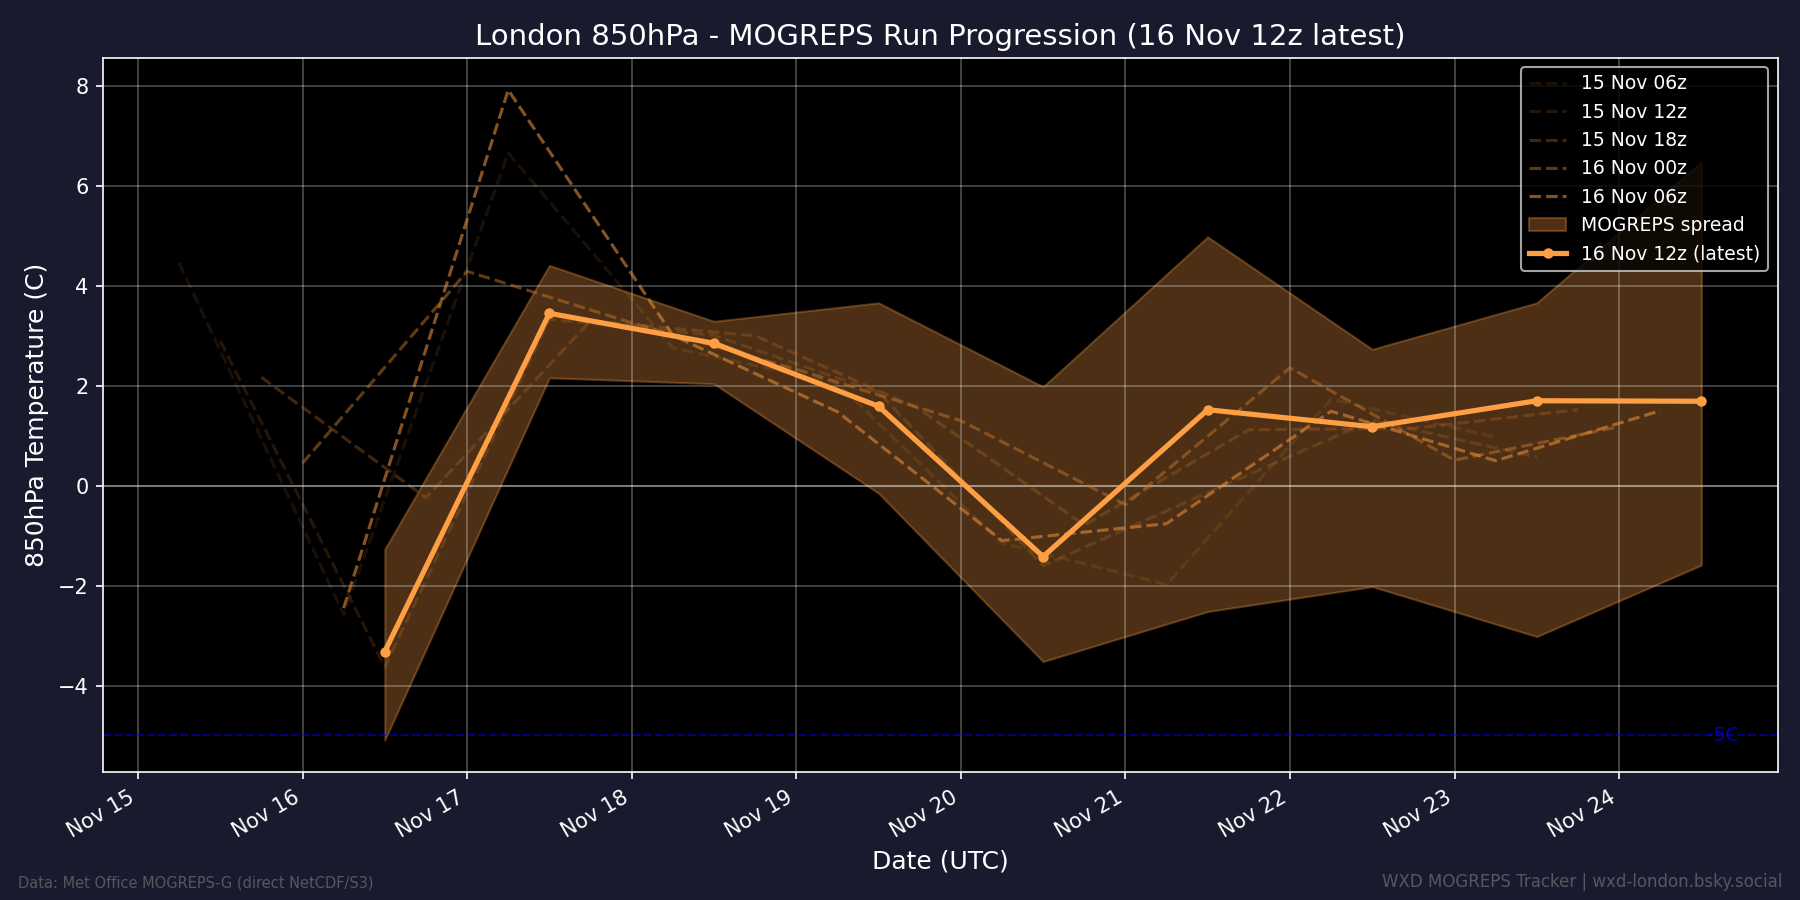 London 850hPa - MOGREPS Run Progression (16 Nov 12z latest)
15 Nov 06z
15 Nov 12z
15 Nov 18z
16 Nov 00z
16 Nov 06z
MOGREPS spread
16 Nov 12z (latest)
850hPa Temperature (C)
8
6
4
2
0
−2
−4
-5C
Nov 15
Nov 16
Nov 17
Nov 18
Nov 19
Nov 20
Nov 21
Nov 22
Nov 23
Nov 24
Date (UTC)
Data: Met Office MOGREPS-G (direct NetCDF/S3)
WXD MOGREPS Tracker | wxd-london.bsky.social